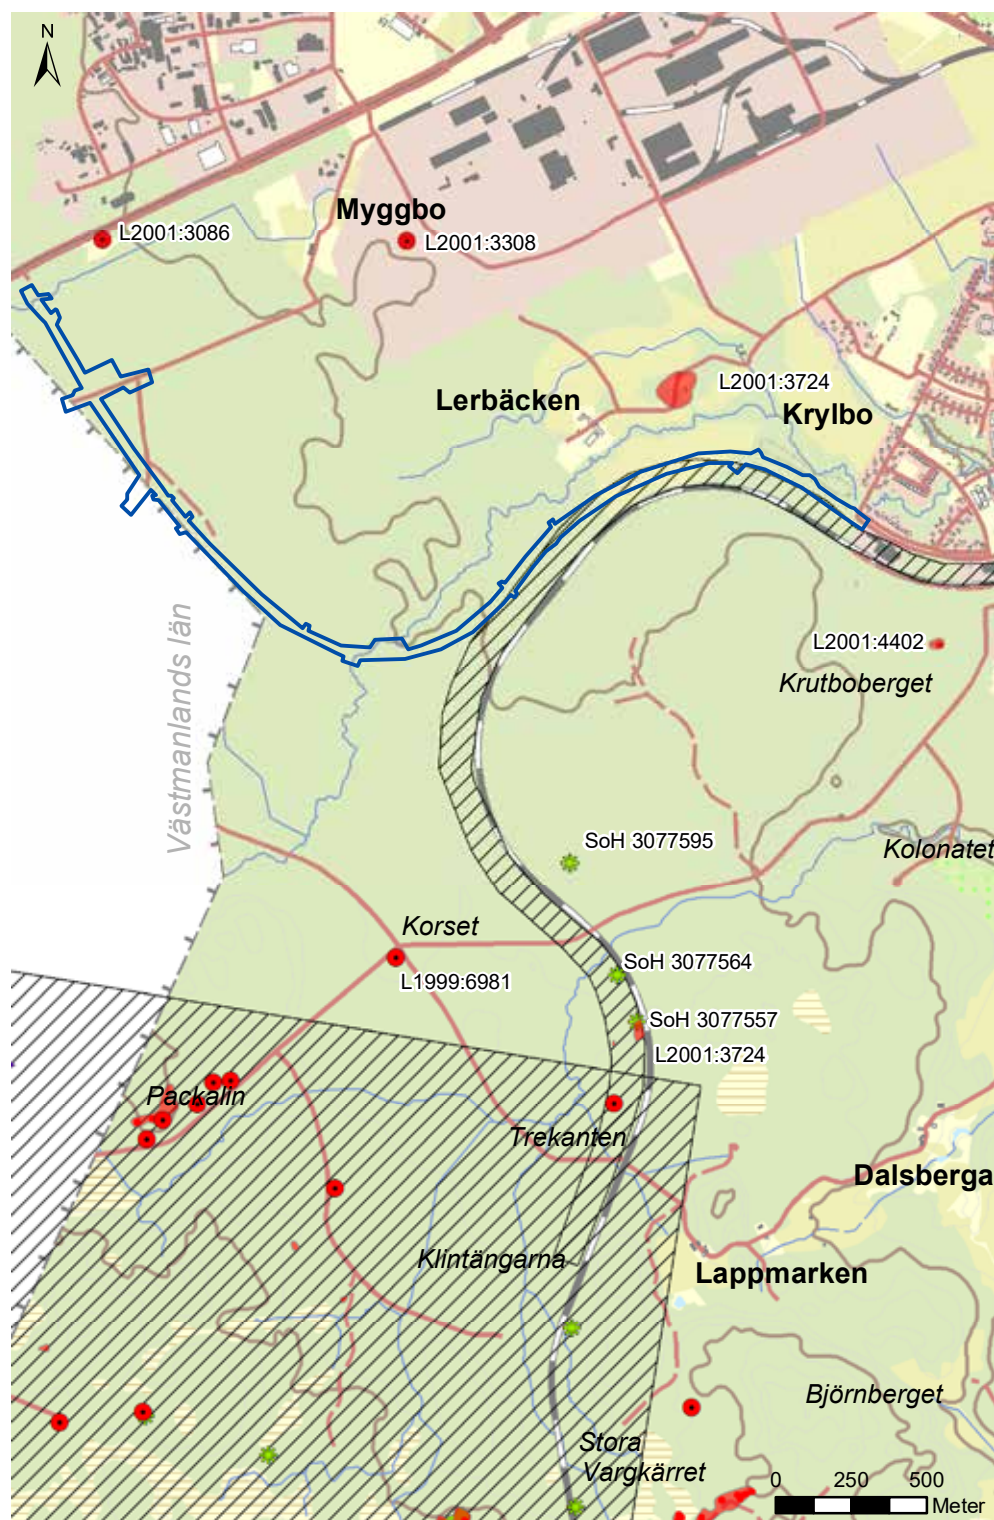 N
Myggbo
L2001:3086
L2001:3308
L2001:3724
Lerbäcken
Krylbo
Västmanlands län
L2001:4402
Krutboberget
SoH 3077595
Kolonatet
Korset
SoH 3077564
L1999:6981
SoH 3077557
L2001:3724
Packalin
Trekanten
Dalsberga
Klintängarna
Lappmarken
Björnberget
Stora
Vargkärret
0 250 500
Meter